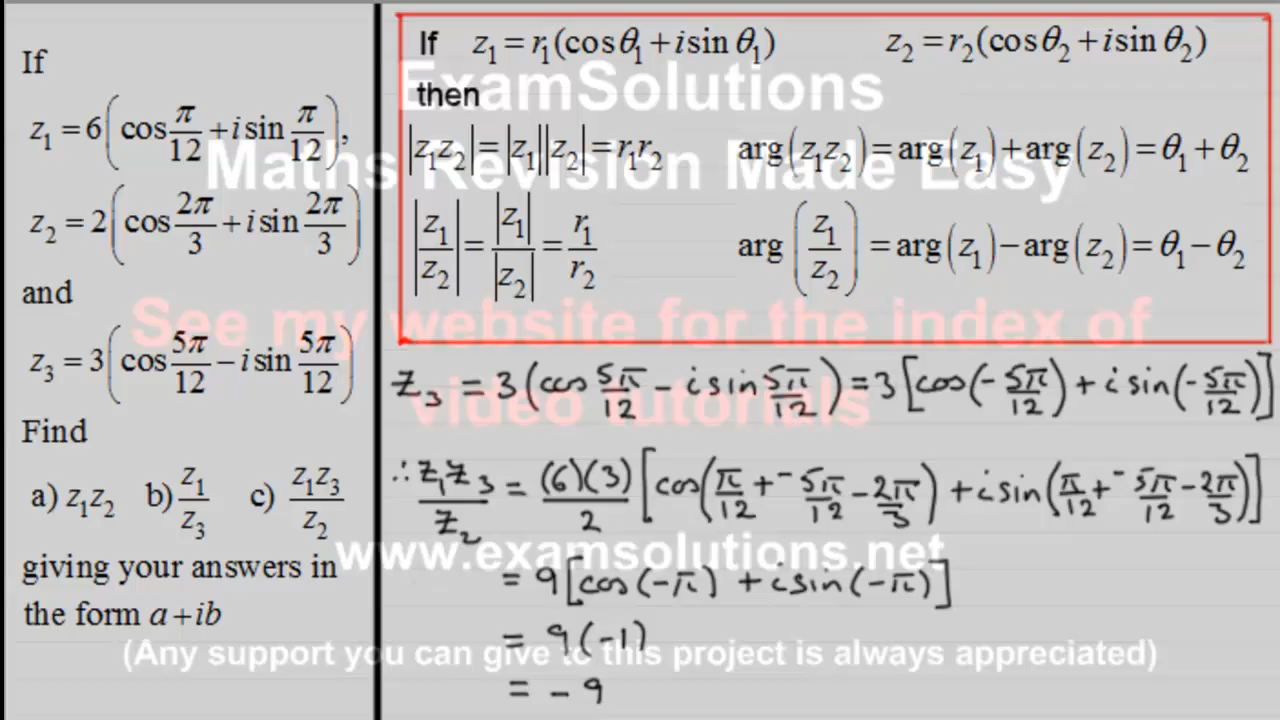 If
z₁ = 6(cos π/12 + i sin π/12),
z₂ = 2(cos 2π/3 + i sin 2π/3)
and
z₃ = 3(cos 5π/12 − i sin 5π/12)
Find
a) z₁z₂ b) z₁/z₃ c) z₁z₃/z₂
giving your answers in
the form a + ib
If z₁ = r₁(cosθ₁ + i sin θ₁) z₂ = r₂(cosθ₂ + i sin θ₂)
then
|z₁z₂| = |z₁||z₂| = r₁r₂ arg(z₁z₂) = arg(z₁) + arg(z₂) = θ₁ + θ₂
|z₁/z₂| = |z₁|/|z₂| = r₁/r₂ arg(z₁/z₂) = arg(z₁) − arg(z₂) = θ₁ − θ₂
z₃ = 3(cos 5π/12 − i sin 5π/12) = 3[cos(−5π/12) + i sin(−5π/12)]
∴ z₁z₃/z₂ = (6)(3)/2 [cos(π/12 + ⁻5π/12 − 2π/3) + i sin(π/12 + ⁻5π/12 − 2π/3)]
= 9[cos(−π) + i sin(−π)]
= 9(−1)
= −9
ExamSolutions
Maths Revision Made Easy
See my website for the index of
video tutorials
www.examsolutions.net
(Any support you can give to this project is always appreciated)